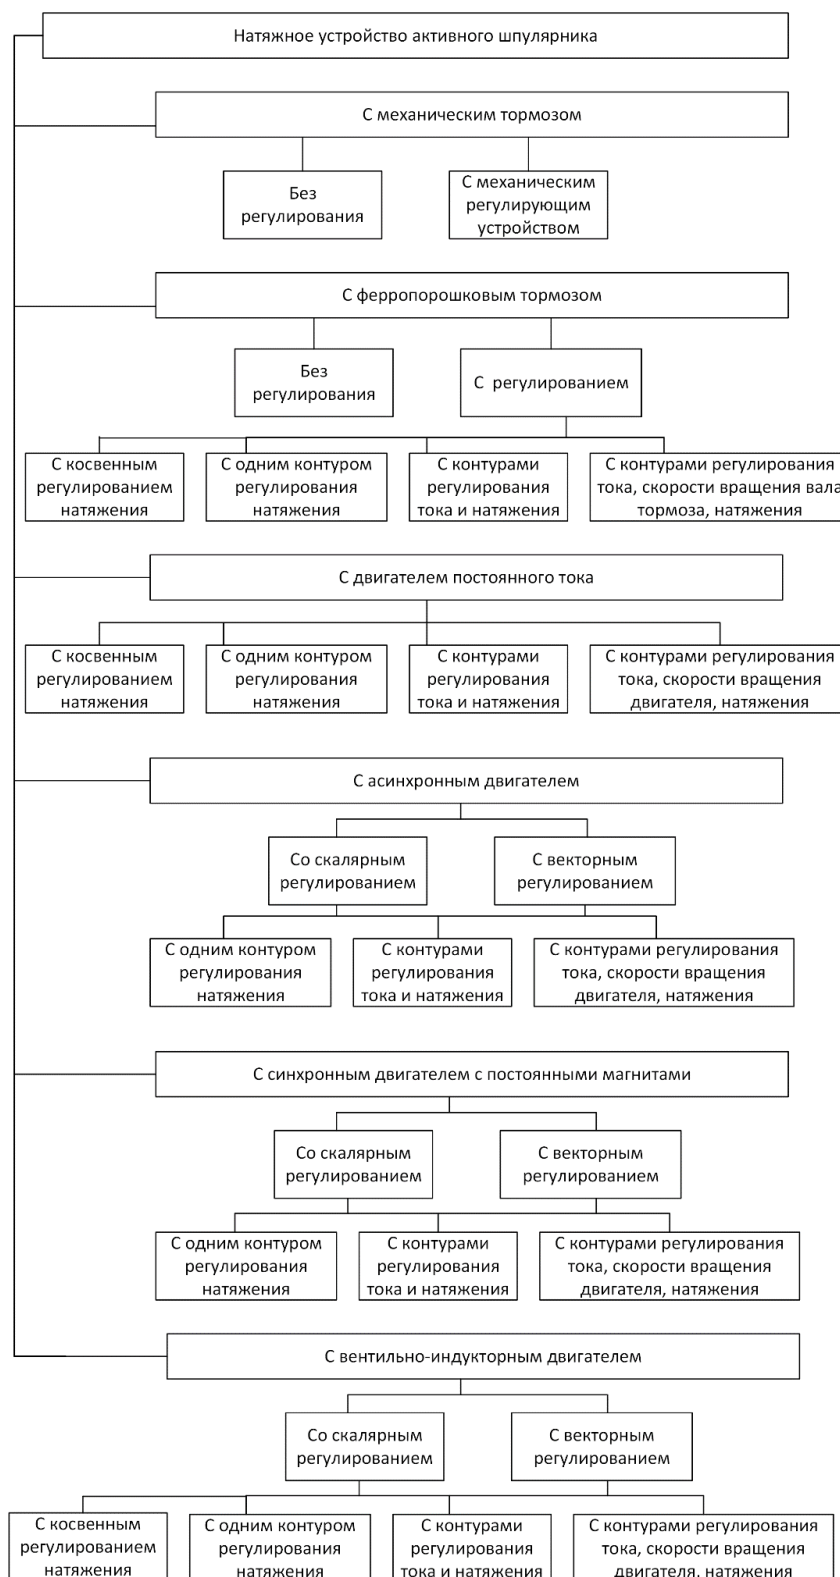 Натяжное устройство активного шпулярника
С механическим тормозом
Без
регулирования
С механическим
регулирующим
устройством
С ферропорошковым тормозом
Без
регулирования
С регулированием
С косвенным
регулированием
натяжения
С одним контуром
регулирования
натяжения
С контурами
регулирования
тока и натяжения
С контурами регулирования
тока, скорости вращения вала
тормоза, натяжения
С двигателем постоянного тока
С косвенным
регулированием
натяжения
С одним контуром
регулирования
натяжения
С контурами
регулирования
тока и натяжения
С контурами регулирования
тока, скорости вращения
двигателя, натяжения
С асинхронным двигателем
Со скалярным
регулированием
С векторным
регулированием
С одним контуром
регулирования
натяжения
С контурами
регулирования
тока и натяжения
С контурами регулирования
тока, скорости вращения
двигателя, натяжения
С синхронным двигателем с постоянными магнитами
Со скалярным
регулированием
С векторным
регулированием
С одним контуром
регулирования
натяжения
С контурами
регулирования
тока и натяжения
С контурами регулирования
тока, скорости вращения
двигателя, натяжения
С вентильно-индукторным двигателем
Со скалярным
регулированием
С векторным
регулированием
С косвенным
регулированием
натяжения
С одним контуром
регулирования
натяжения
С контурами
регулирования
тока и натяжения
С контурами регулирования
тока, скорости вращения
двигателя, натяжения